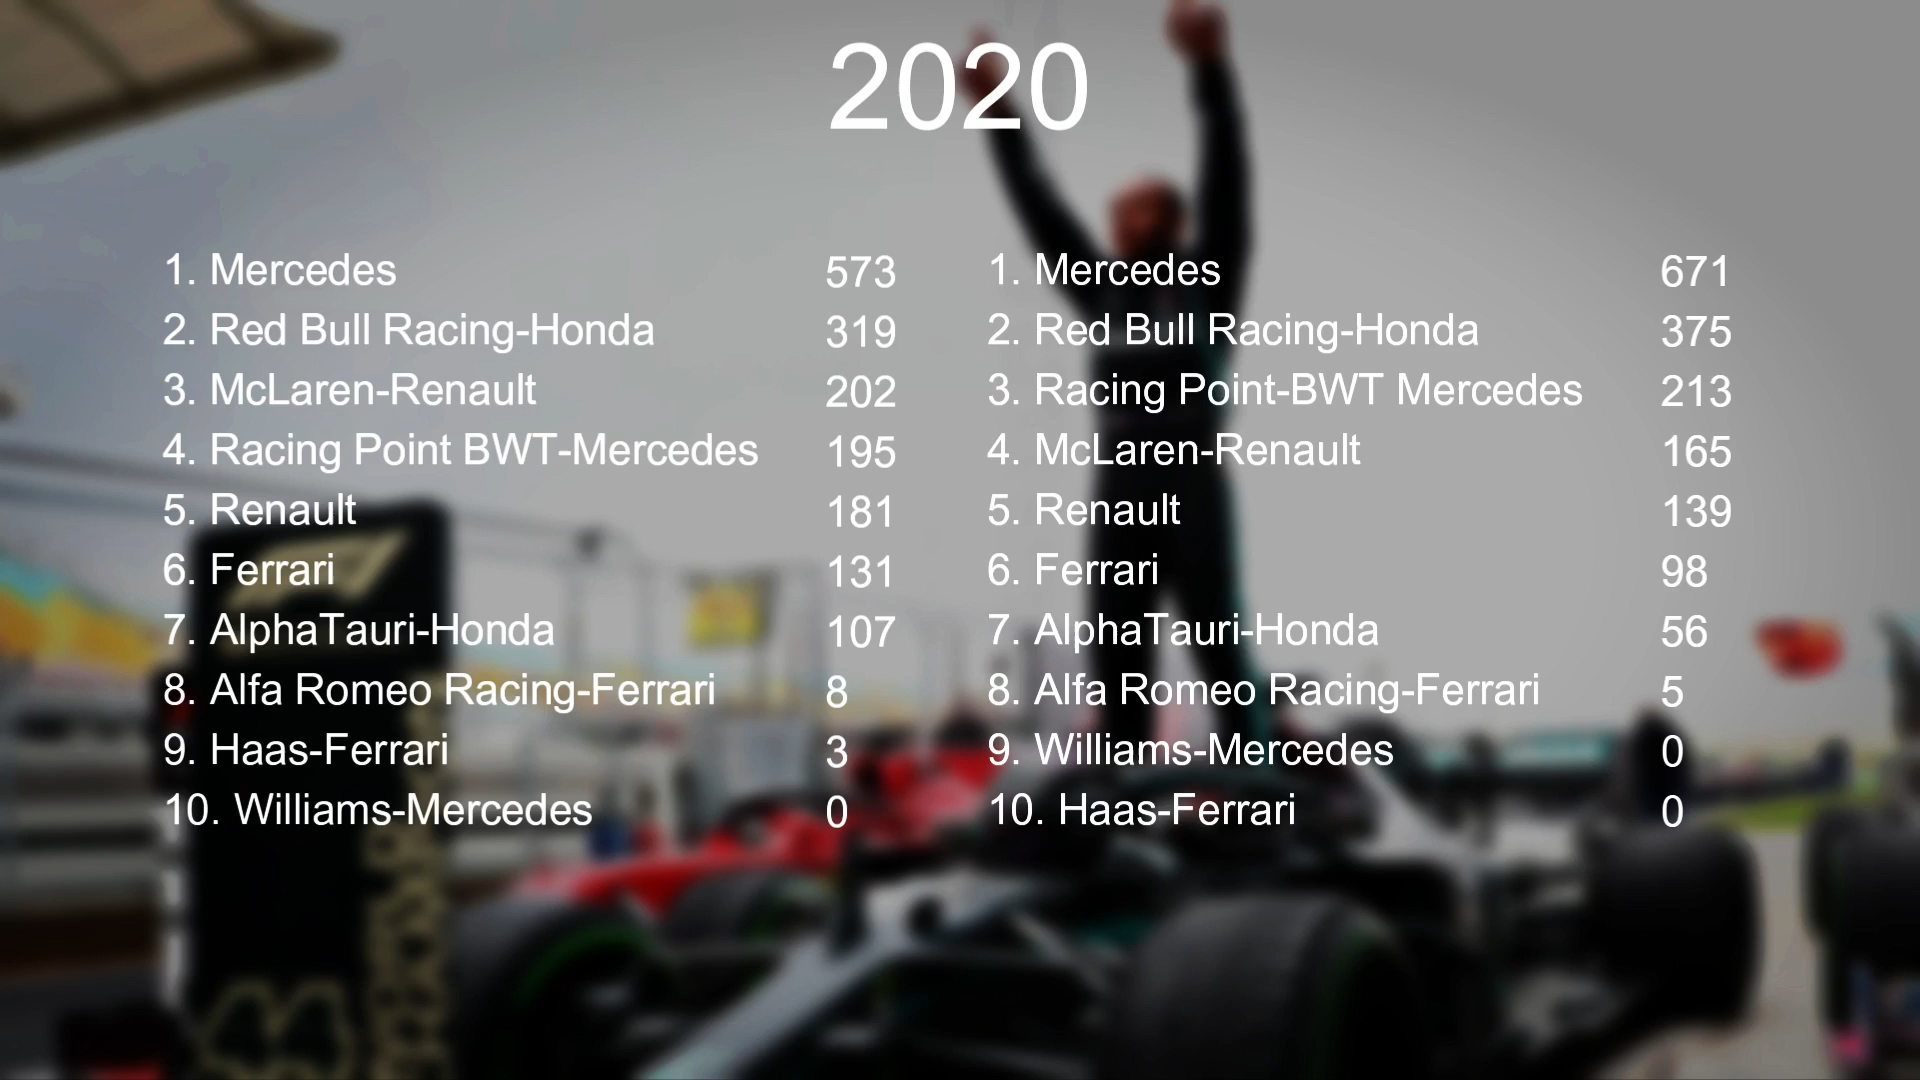 2020
1. Mercedes 573
2. Red Bull Racing-Honda 319
3. McLaren-Renault 202
4. Racing Point BWT-Mercedes 195
5. Renault 181
6. Ferrari 131
7. AlphaTauri-Honda 107
8. Alfa Romeo Racing-Ferrari 8
9. Haas-Ferrari 3
10. Williams-Mercedes 0
1. Mercedes 671
2. Red Bull Racing-Honda 375
3. Racing Point-BWT Mercedes 213
4. McLaren-Renault 165
5. Renault 139
6. Ferrari 98
7. AlphaTauri-Honda 56
8. Alfa Romeo Racing-Ferrari 5
9. Williams-Mercedes 0
10. Haas-Ferrari 0